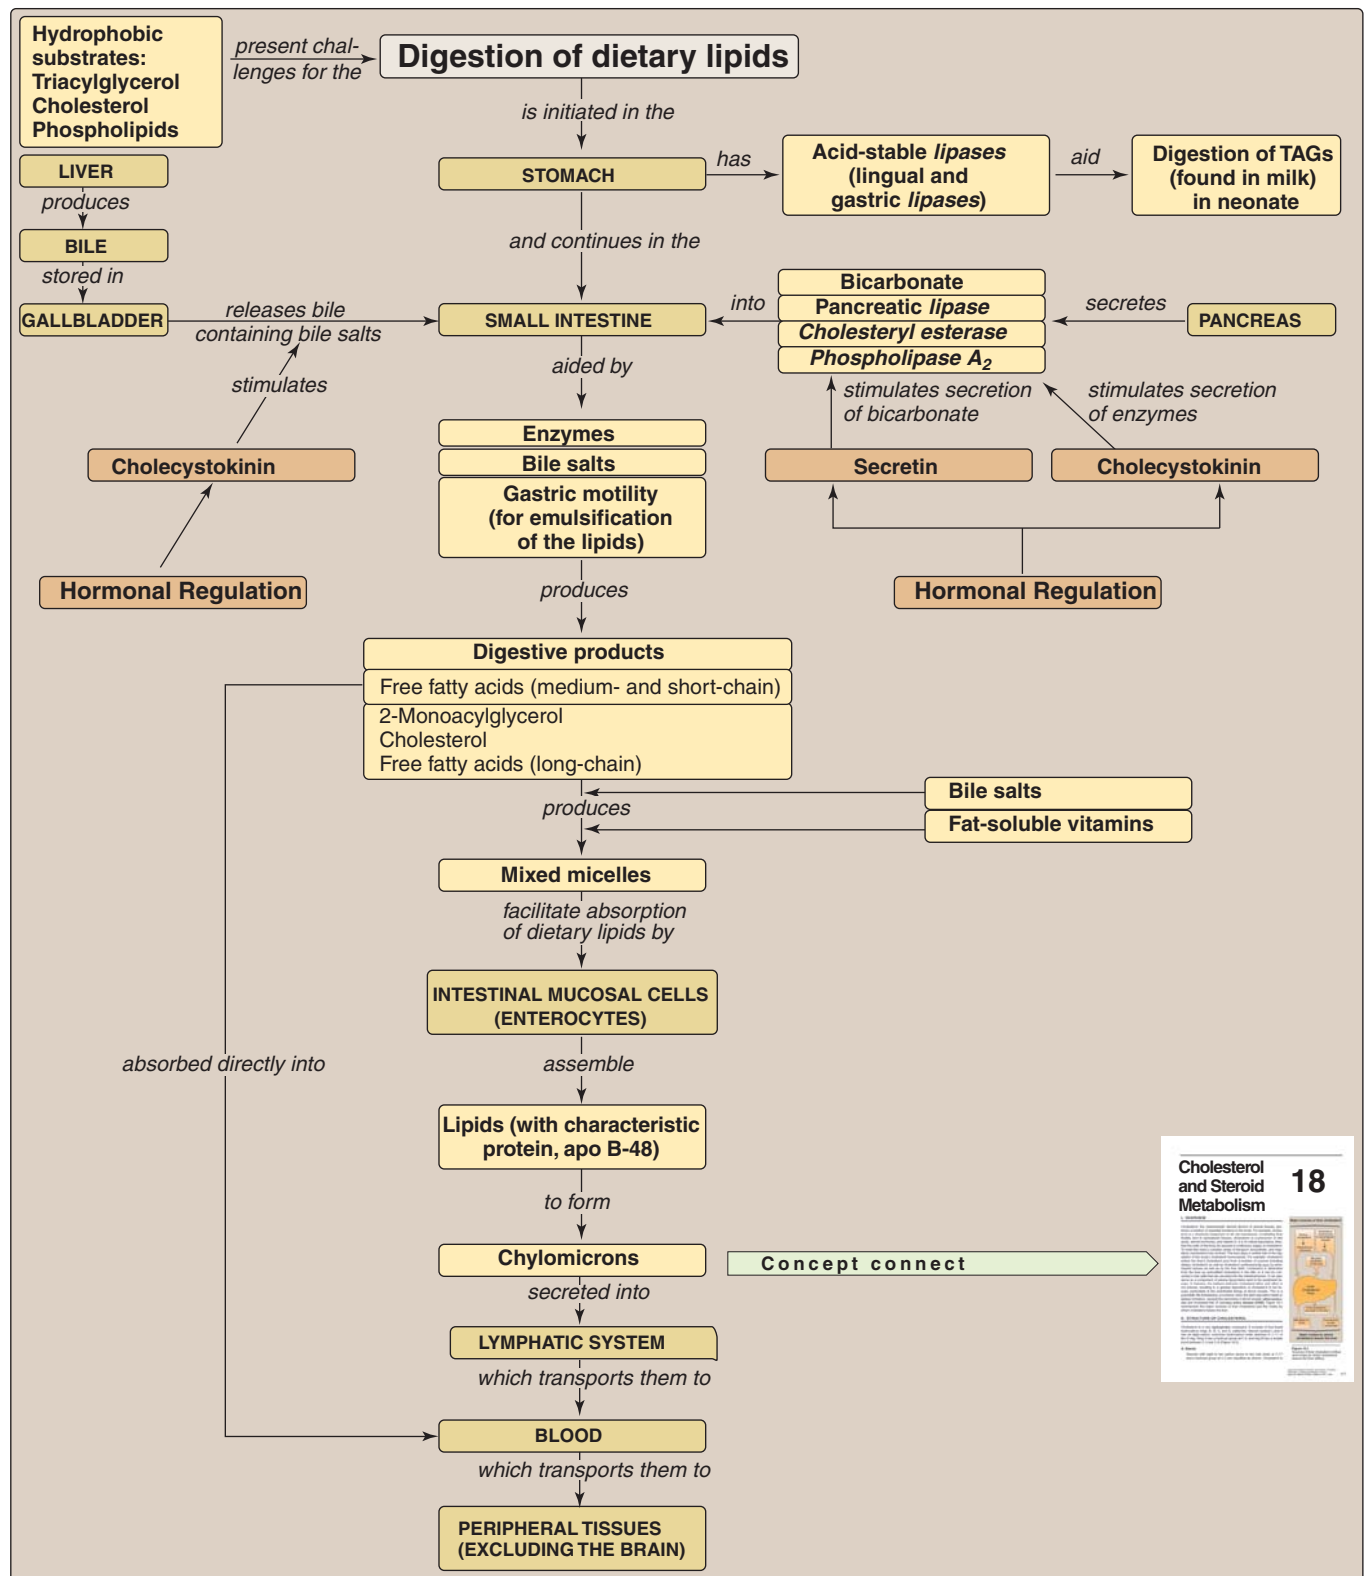 Hydrophobic
substrates:
Triacylglycerol
Cholesterol
Phospholipids
present chal-
lenges for the
Digestion of dietary lipids
is initiated in the
LIVER
produces
BILE
stored in
GALLBLADDER
releases bile
containing bile salts
stimulates
Cholecystokinin
Hormonal Regulation
STOMACH
has
Acid-stable lipases
(lingual and
gastric lipases)
aid
Digestion of TAGs
(found in milk)
in neonate
and continues in the
SMALL INTESTINE
into
Bicarbonate
Pancreatic lipase
Cholesteryl esterase
Phospholipase A2
secretes
PANCREAS
stimulates secretion
of bicarbonate
stimulates secretion
of enzymes
Secretin
Cholecystokinin
Hormonal Regulation
aided by
Enzymes
Bile salts
Gastric motility
(for emulsification
of the lipids)
produces
Digestive products
Free fatty acids (medium- and short-chain)
2-Monoacylglycerol
Cholesterol
Free fatty acids (long-chain)
produces
Bile salts
Fat-soluble vitamins
Mixed micelles
facilitate absorption
of dietary lipids by
INTESTINAL MUCOSAL CELLS
(ENTEROCYTES)
absorbed directly into
assemble
Lipids (with characteristic
protein, apo B-48)
to form
Chylomicrons
Concept connect
Cholesterol
and Steroid
Metabolism
18
secreted into
LYMPHATIC SYSTEM
which transports them to
BLOOD
which transports them to
PERIPHERAL TISSUES
(EXCLUDING THE BRAIN)